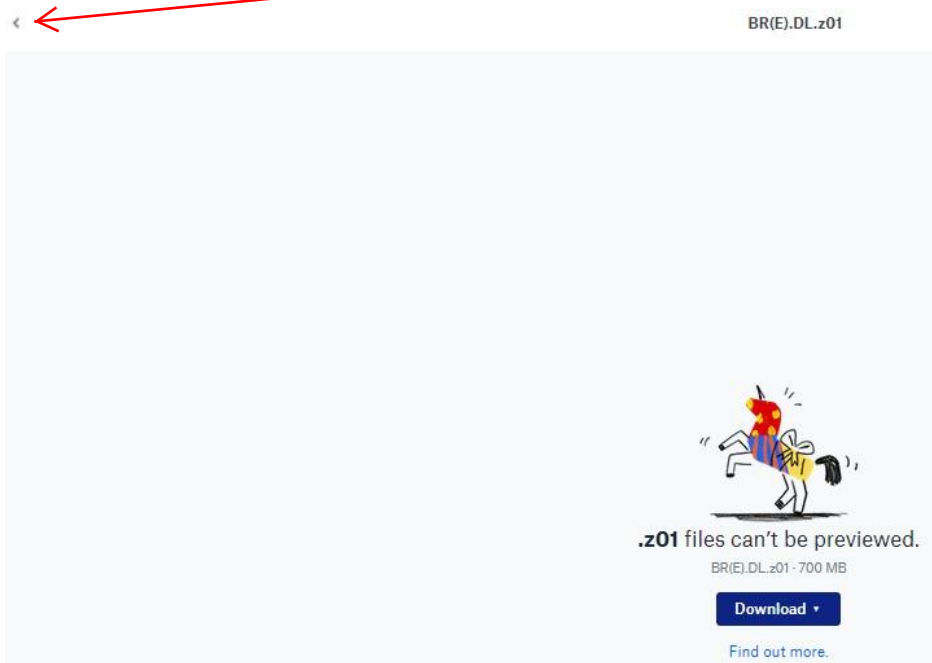 BR(E).DL.z01
.z01 files can't be previewed.
BR(E).DL.z01 - 700 MB
Download
Find out more.